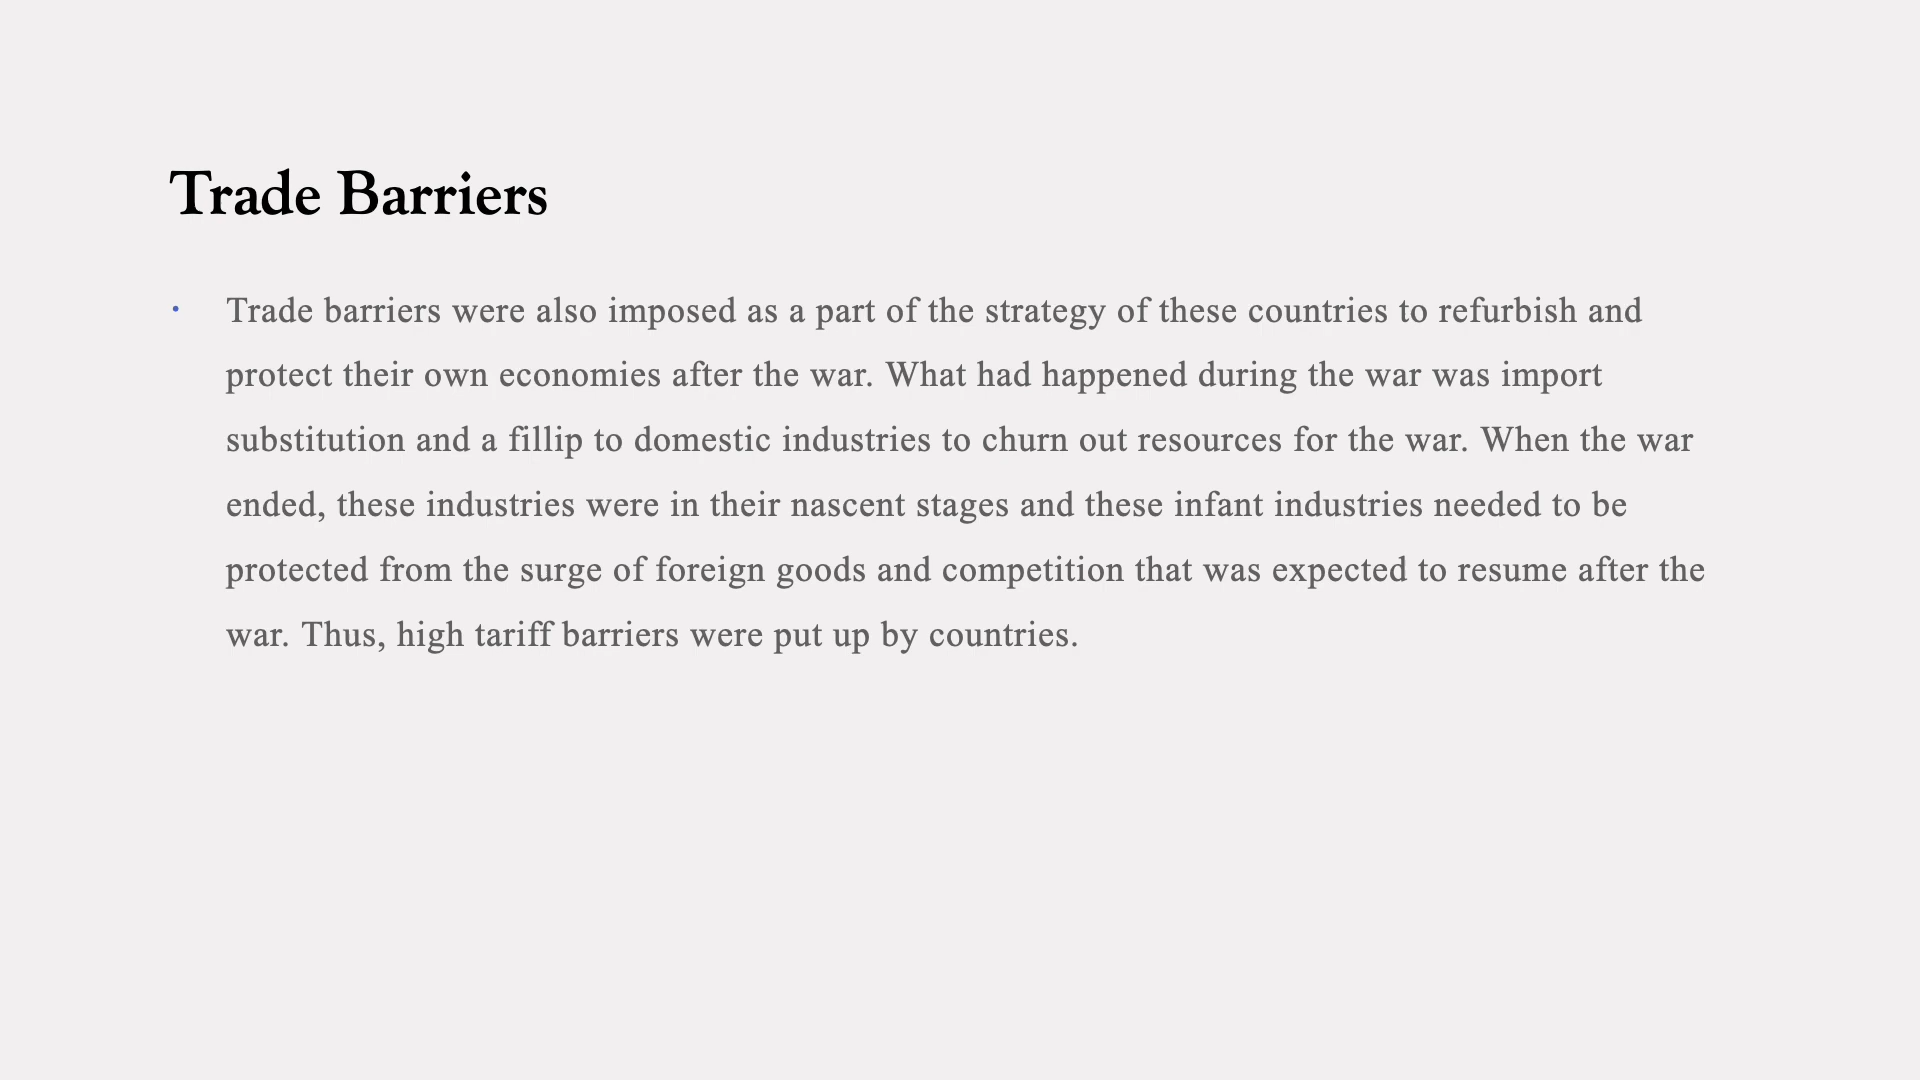 Trade Barriers
• Trade barriers were also imposed as a part of the strategy of these countries to refurbish and
protect their own economies after the war. What had happened during the war was import
substitution and a fillip to domestic industries to churn out resources for the war. When the war
ended, these industries were in their nascent stages and these infant industries needed to be
protected from the surge of foreign goods and competition that was expected to resume after the
war. Thus, high tariff barriers were put up by countries.